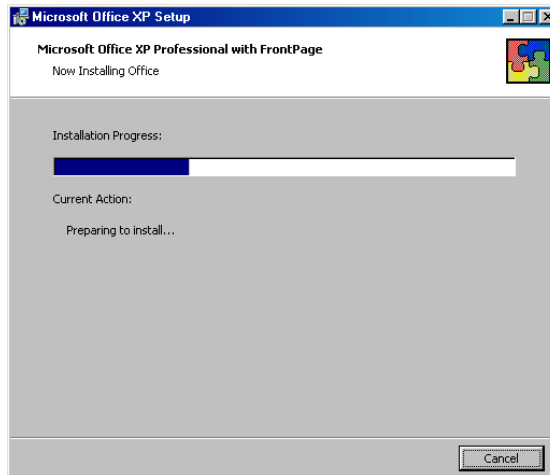 Microsoft Office XP Setup
Microsoft Office XP Professional with FrontPage
Now Installing Office
Installation Progress:
Current Action:
Preparing to install...
Cancel